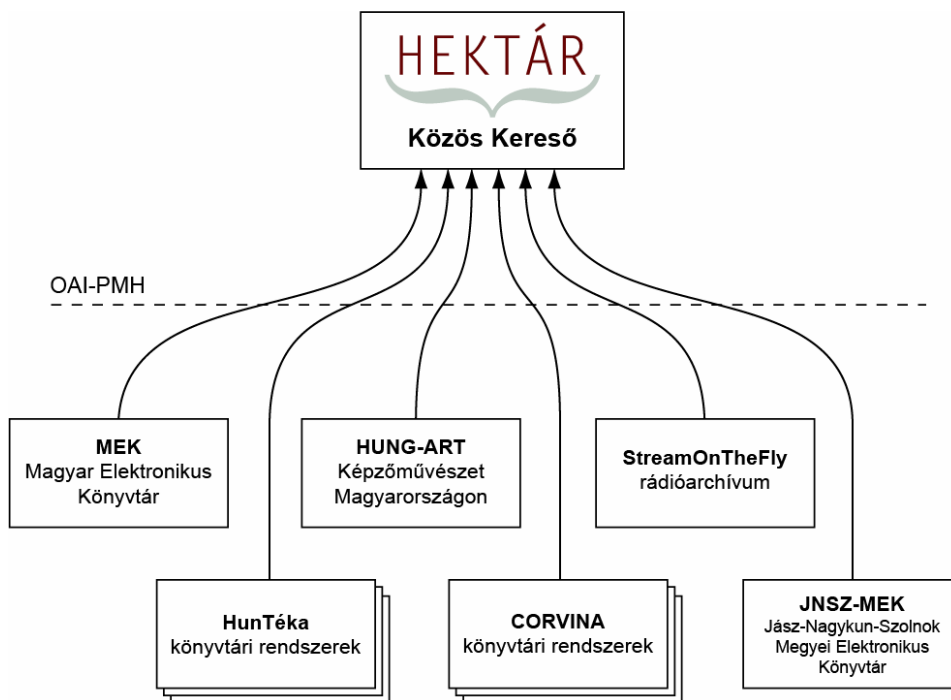 HEKTÁR
Közös Kereső
OAI-PMH
MEK
Magyar Elektronikus
Könyvtár
HUNG-ART
Képzőművészet
Magyarországon
StreamOnTheFly
rádióarchívum
HunTéka
könyvtári rendszerek
CORVINA
könyvtári rendszerek
JNSZ-MEK
Jász-Nagykun-Szolnok
Megyei Elektronikus
Könyvtár